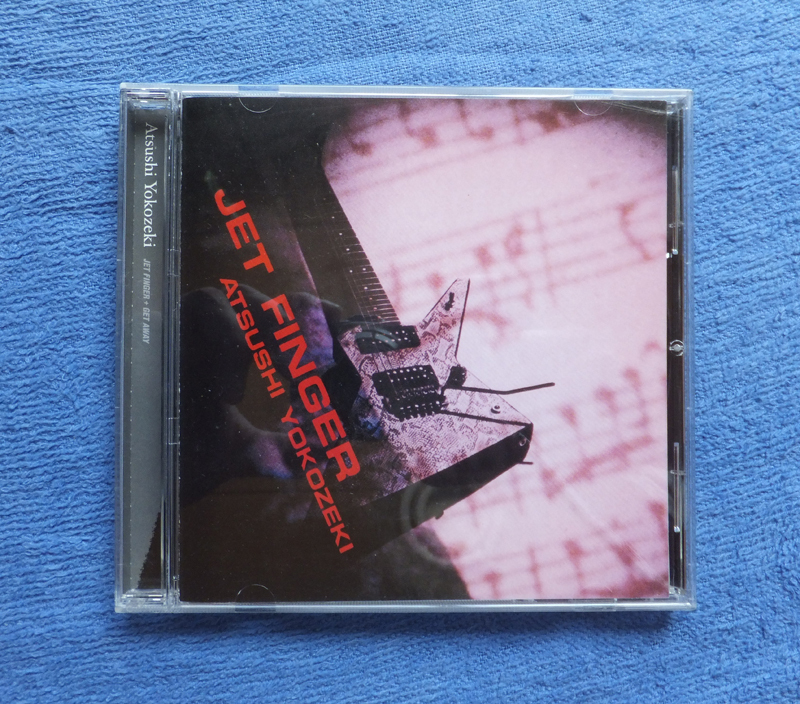 Atsushi Yokozeki
JET FINGER + GET AWAY
JET FINGER
ATSUSHI YOKOZEKI